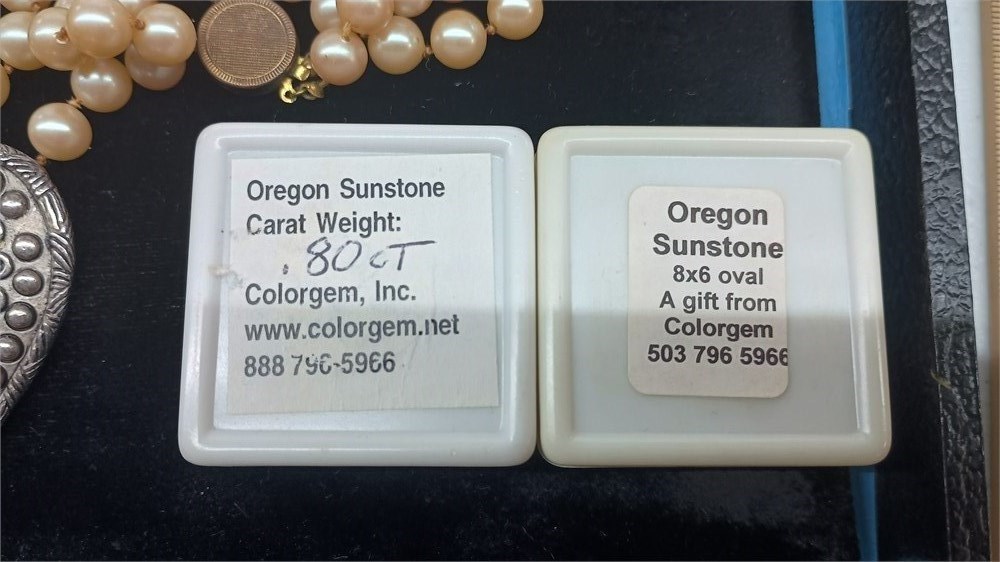 Oregon Sunstone
Carat Weight:
.80 CT
Colorgem, Inc.
www.colorgem.net
888 796-5966
Oregon
Sunstone
8x6 oval
A gift from
Colorgem
503 796 5966